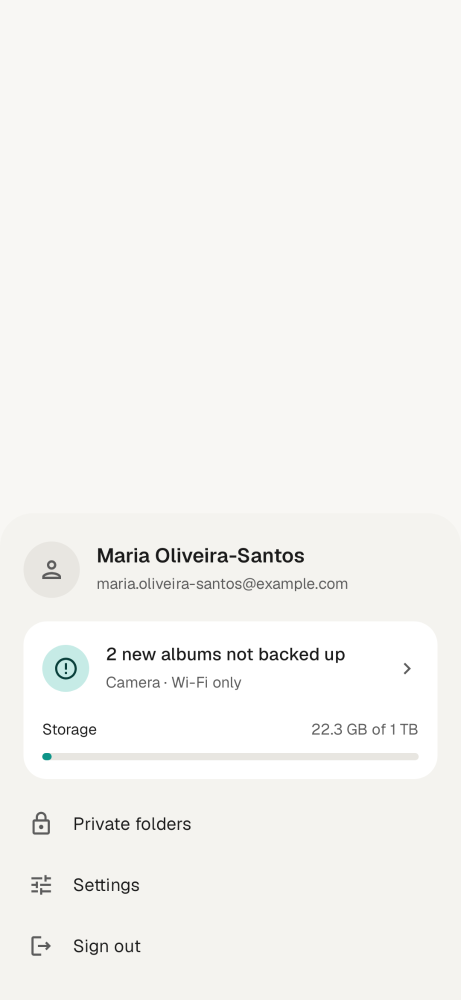 Maria Oliveira-Santos
maria.oliveira-santos@example.com
2 new albums not backed up
Camera · Wi-Fi only
Storage 22.3 GB of 1 TB
Private folders
Settings
Sign out